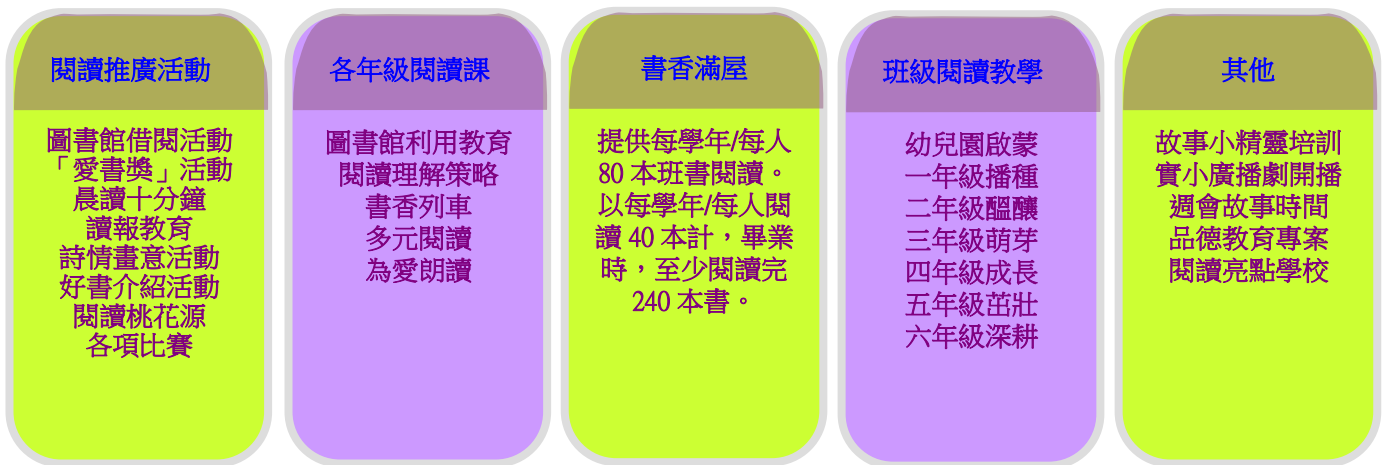 閱讀推廣活動
圖書館借閱活動
「愛書獎」活動
晨讀十分鐘
讀報教育
詩情畫意活動
好書介紹活動
閱讀桃花源
各項比賽
各年級閱讀課
圖書館利用教育
閱讀理解策略
書香列車
多元閱讀
為愛朗讀
書香滿屋
提供每學年/每人
80 本班書閱讀。
以每學年/每人閱
讀 40 本計，畢業
時，至少閱讀完
240 本書。
班級閱讀教學
幼兒園啟蒙
一年級播種
二年級醞釀
三年級萌芽
四年級成長
五年級茁壯
六年級深耕
其他
故事小精靈培訓
實小廣播劇開播
週會故事時間
品德教育專案
閱讀亮點學校